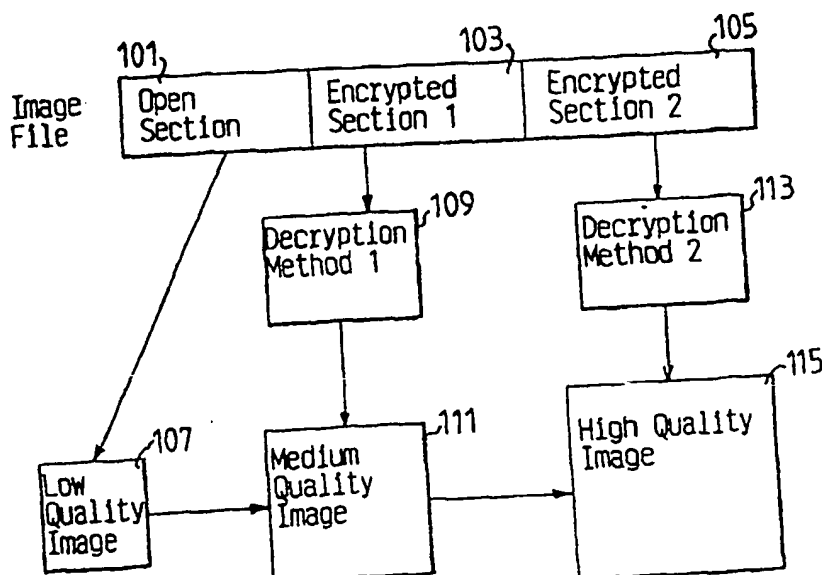 101
103
105
Image
File
Open
Section
Encrypted
Section 1
Encrypted
Section 2
109
Decryption
Method 1
113
Decryption
Method 2
107
Low
Quality
Image
111
Medium
Quality
Image
115
High Quality
Image